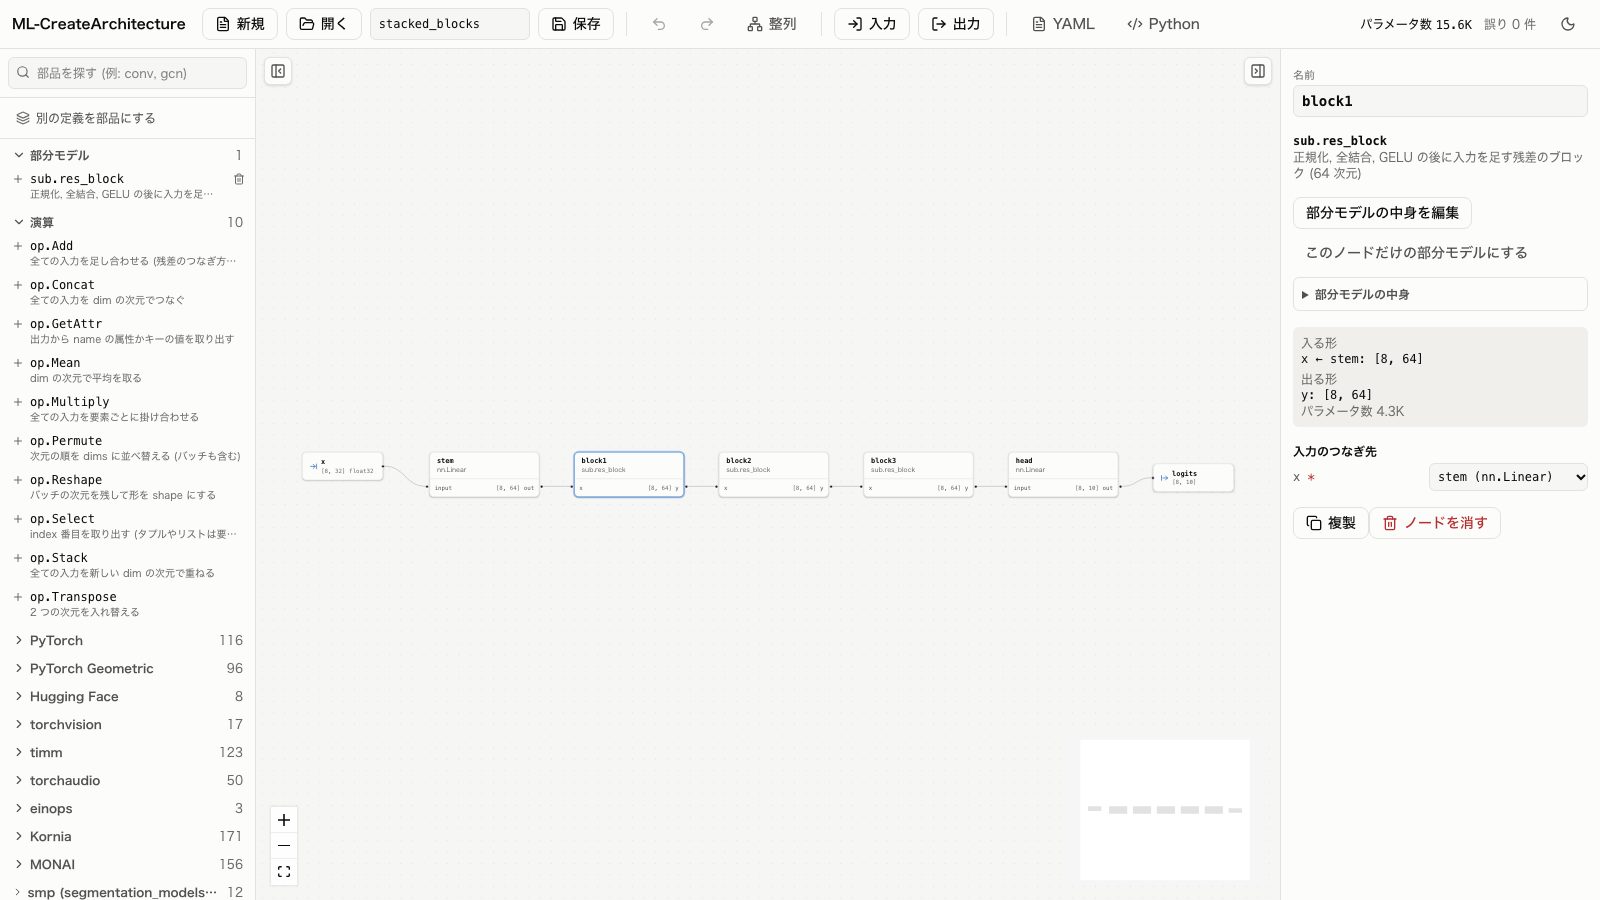 ML-CreateArchitecture
新規
開く
stacked_blocks
保存
整列
入力
出力
YAML
Python
パラメータ数 15.6K
誤り 0 件
部品を探す (例: conv, gcn)
別の定義を部品にする
部分モデル 1
sub.res_block
正規化, 全結合, GELU の後に入力を足…
演算 10
op.Add
全ての入力を足し合わせる (残差のつなぎ方…
op.Concat
全ての入力を dim の次元でつなぐ
op.GetAttr
出力から name の属性かキーの値を取り出す
op.Mean
dim の次元で平均を取る
op.Multiply
全ての入力を要素ごとに掛け合わせる
op.Permute
次元の順を dims に並べ替える (バッチも含む)
op.Reshape
バッチの次元を残して形を shape にする
op.Select
index 番目を取り出す (タプルやリストは要…
op.Stack
全ての入力を新しい dim の次元で重ねる
op.Transpose
2 つの次元を入れ替える
PyTorch 116
PyTorch Geometric 96
Hugging Face 8
torchvision 17
timm 123
torchaudio 50
einops 3
Kornia 171
MONAI 156
smp (segmentation_models… 12
x
[8, 32] float32
stem
nn.Linear
input [8, 64] out
block1
sub.res_block
x [8, 64] y
block2
sub.res_block
x [8, 64] y
block3
sub.res_block
x [8, 64] y
head
nn.Linear
input [8, 10] out
logits
[8, 10]
名前
block1
sub.res_block
正規化, 全結合, GELU の後に入力を足す残差のブロッ
ク (64 次元)
部分モデルの中身を編集
このノードだけの部分モデルにする
部分モデルの中身
入る形
x ← stem: [8, 64]
出る形
y: [8, 64]
パラメータ数 4.3K
入力のつなぎ先
x * stem (nn.Linear)
複製
ノードを消す